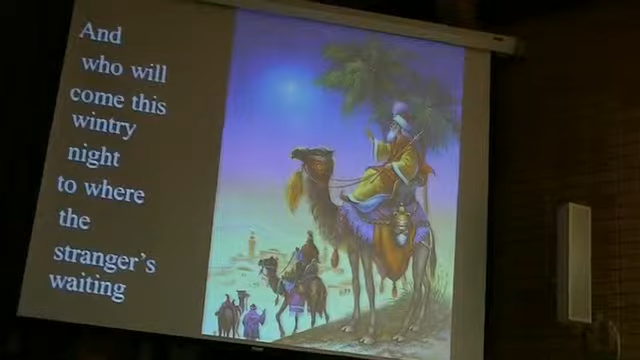 And
who will
come this
wintry
night
to where
the
stranger's
waiting